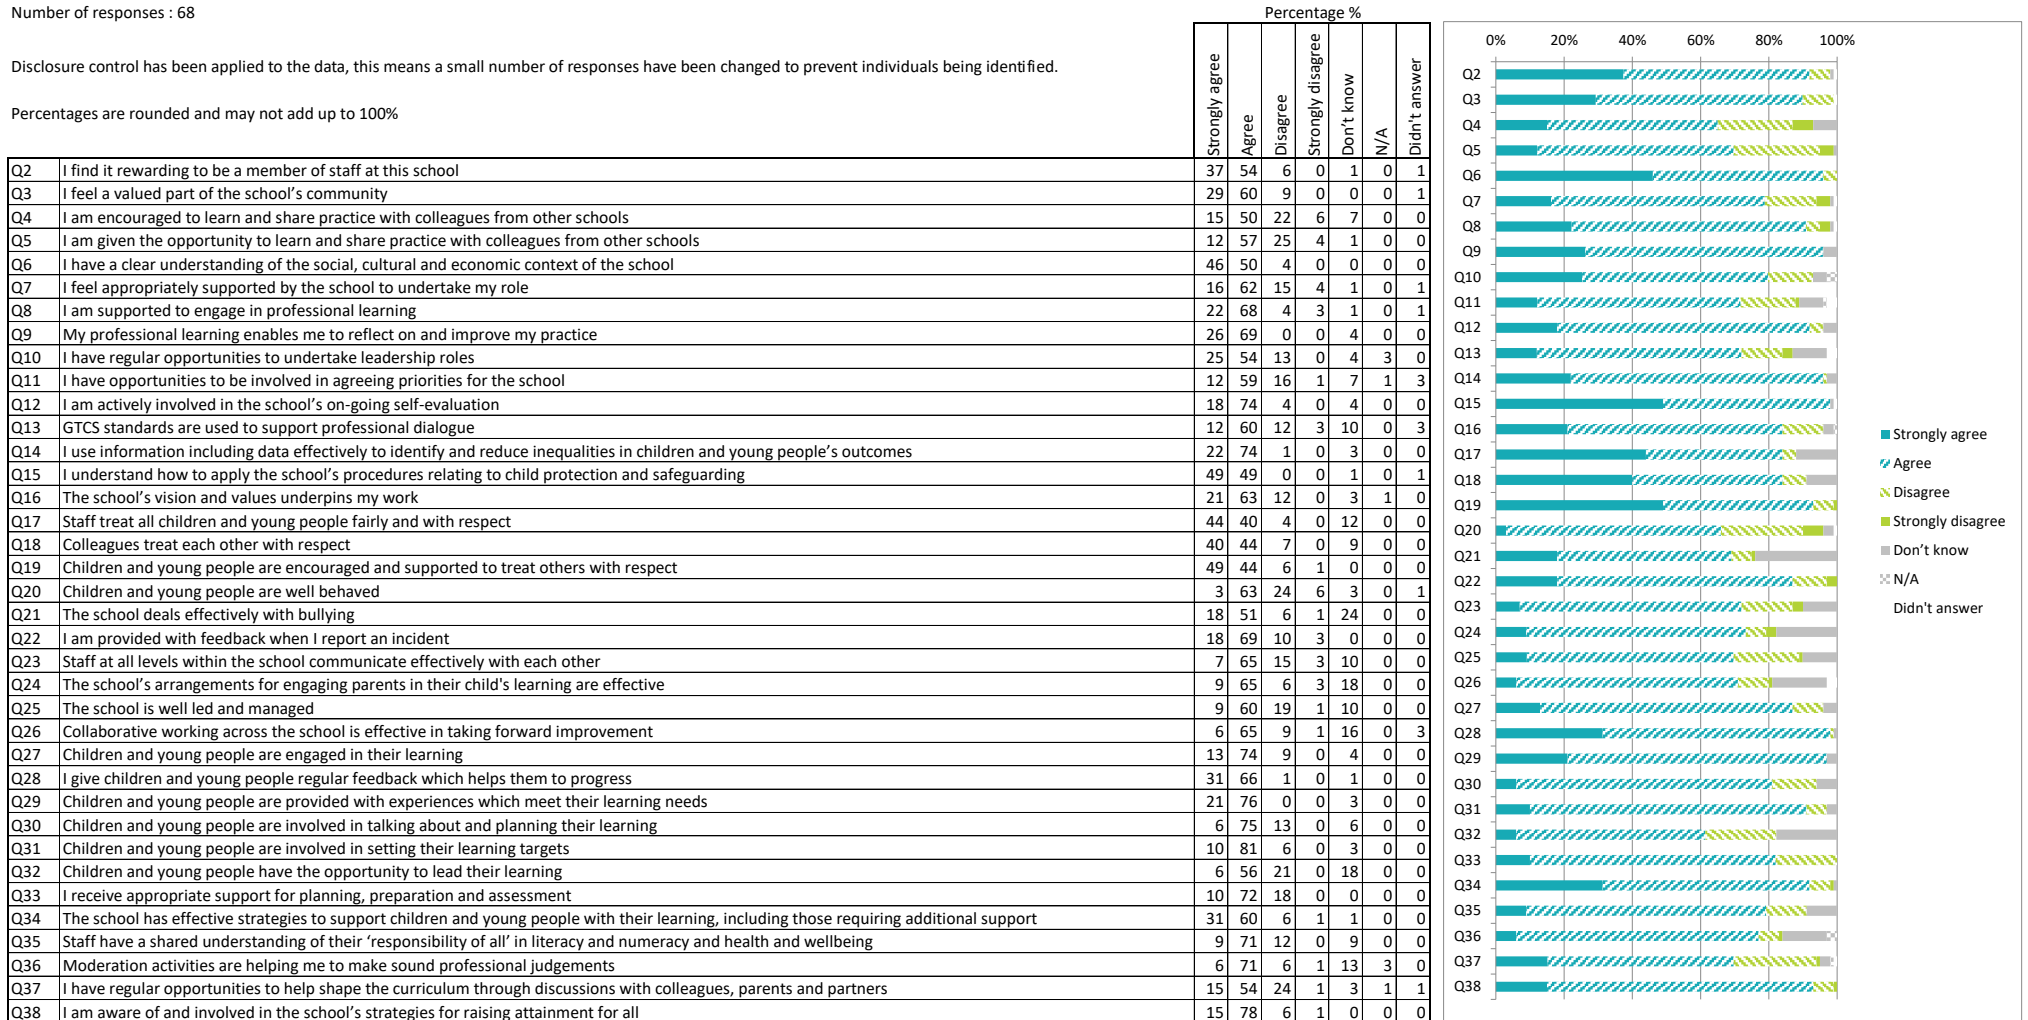 Number of responses : 68
Percentage %
Disclosure control has been applied to the data, this means a small number of responses have been changed to prevent individuals being identified.
Percentages are rounded and may not add up to 100%
Strongly agree
Agree
Disagree
Strongly disagree
Don't know
N/A
Didn't answer
Q2 I find it rewarding to be a member of staff at this school 37 54 6 0 1 0 1
Q3 I feel a valued part of the school's community 29 60 9 0 0 0 1
Q4 I am encouraged to learn and share practice with colleagues from other schools 15 50 22 6 7 0 0
Q5 I am given the opportunity to learn and share practice with colleagues from other schools 12 57 25 4 1 0 0
Q6 I have a clear understanding of the social, cultural and economic context of the school 46 50 4 0 0 0 0
Q7 I feel appropriately supported by the school to undertake my role 16 62 15 4 1 0 1
Q8 I am supported to engage in professional learning 22 68 4 3 1 0 1
Q9 My professional learning enables me to reflect on and improve my practice 26 69 0 0 4 0 0
Q10 I have regular opportunities to undertake leadership roles 25 54 13 0 4 3 0
Q11 I have opportunities to be involved in agreeing priorities for the school 12 59 16 1 7 1 3
Q12 I am actively involved in the school's on-going self-evaluation 18 74 4 0 4 0 0
Q13 GTCS standards are used to support professional dialogue 12 60 12 3 10 0 3
Q14 I use information including data effectively to identify and reduce inequalities in children and young people's outcomes 22 74 1 0 3 0 0
Q15 I understand how to apply the school's procedures relating to child protection and safeguarding 49 49 0 0 1 0 1
Q16 The school's vision and values underpins my work 21 63 12 0 3 1 0
Q17 Staff treat all children and young people fairly and with respect 44 40 4 0 12 0 0
Q18 Colleagues treat each other with respect 40 44 7 0 9 0 0
Q19 Children and young people are encouraged and supported to treat others with respect 49 44 6 1 0 0 0
Q20 Children and young people are well behaved 3 63 24 6 3 0 1
Q21 The school deals effectively with bullying 18 51 6 1 24 0 0
Q22 I am provided with feedback when I report an incident 18 69 10 3 0 0 0
Q23 Staff at all levels within the school communicate effectively with each other 7 65 15 3 10 0 0
Q24 The school's arrangements for engaging parents in their child's learning are effective 9 65 6 3 18 0 0
Q25 The school is well led and managed 9 60 19 1 10 0 0
Q26 Collaborative working across the school is effective in taking forward improvement 6 65 9 1 16 0 3
Q27 Children and young people are engaged in their learning 13 74 9 0 4 0 0
Q28 I give children and young people regular feedback which helps them to progress 31 66 1 0 1 0 0
Q29 Children and young people are provided with experiences which meet their learning needs 21 76 0 0 3 0 0
Q30 Children and young people are involved in talking about and planning their learning 6 75 13 0 6 0 0
Q31 Children and young people are involved in setting their learning targets 10 81 6 0 3 0 0
Q32 Children and young people have the opportunity to lead their learning 6 56 21 0 18 0 0
Q33 I receive appropriate support for planning, preparation and assessment 10 72 18 0 0 0 0
Q34 The school has effective strategies to support children and young people with their learning, including those requiring additional support 31 60 6 1 1 0 0
Q35 Staff have a shared understanding of their 'responsibility of all' in literacy and numeracy and health and wellbeing 9 71 12 0 9 0 0
Q36 Moderation activities are helping me to make sound professional judgements 6 71 6 1 13 3 0
Q37 I have regular opportunities to help shape the curriculum through discussions with colleagues, parents and partners 15 54 24 1 3 1 1
Q38 I am aware of and involved in the school's strategies for raising attainment for all 15 78 6 1 0 0 0
0% 20% 40% 60% 80% 100%
Q2
Q3
Q4
Q5
Q6
Q7
Q8
Q9
Q10
Q11
Q12
Q13
Q14
Q15
Q16
Q17
Q18
Q19
Q20
Q21
Q22
Q23
Q24
Q25
Q26
Q27
Q28
Q29
Q30
Q31
Q32
Q33
Q34
Q35
Q36
Q37
Q38
Strongly agree
Agree
Disagree
Strongly disagree
Don't know
N/A
Didn't answer